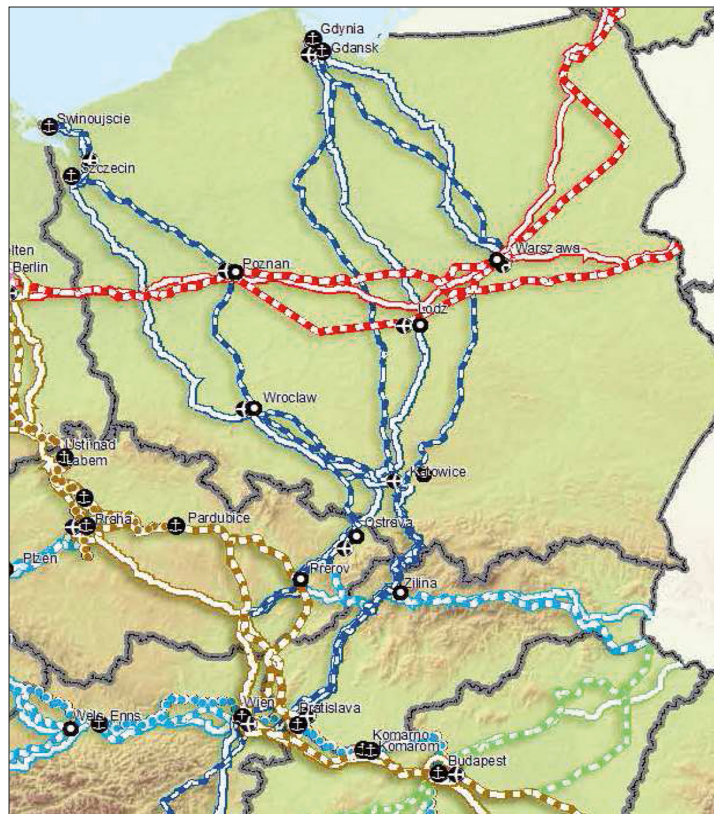 Gdynia
Gdansk
Swinoujscie
Szczecin
Warszawa
elten
Berlin
Poznan
Lodz
Wroclaw
Katowice
Usti nad
Labem
Praha
Pardubice
Ostrava
Plzen
Prerov
Zilina
Wels
Enns
Wien
Bratislava
Komarno
Komarom
Budapest